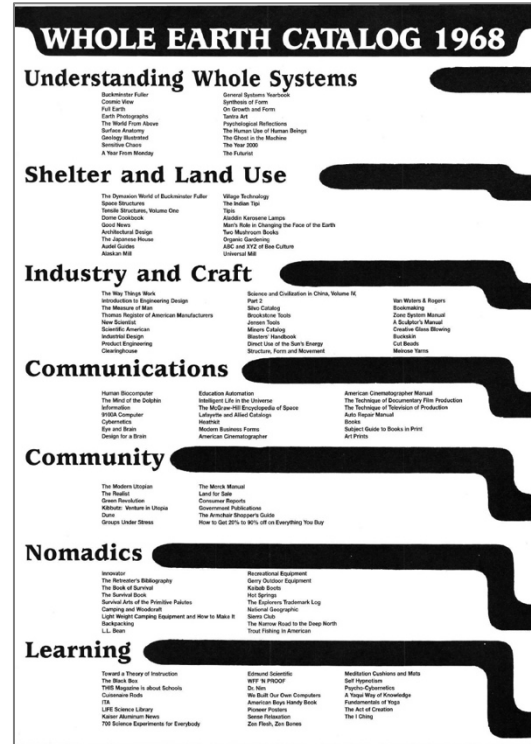 WHOLE EARTH CATALOG 1968
Understanding Whole Systems
Buckminster Fuller
Cosmic View
Full Earth
Earth Photographs
The World From Above
Surface Anatomy
Geology Illustrated
Sensitive Chaos
A Year From Monday
General Systems Yearbook
Synthesis of Form
On Growth and Form
Tantra Art
Psychological Reflections
The Human Use of Human Beings
The Ghost in the Machine
The Year 2000
The Futurist
Shelter and Land Use
The Dymaxion World of Buckminster Fuller
Space Structures
Tensile Structures, Volume One
Dome Cookbook
Good News
Architectural Design
The Japanese House
Audel Guides
Alaskan Mill
Village Technology
The Indian Tipi
Tipis
Aladdin Kerosene Lamps
Man's Role in Changing the Face of the Earth
Two Mushroom Books
Organic Gardening
ABC and XYZ of Bee Culture
Universal Mill
Industry and Craft
The Way Things Work
Introduction to Engineering Design
The Measure of Man
Thomas Register of American Manufacturers
New Scientist
Scientific American
Industrial Design
Product Engineering
Clearinghouse
Science and Civilization in China, Volume IV,
Part 2
Silvo Catalog
Brookstone Tools
Jensen Tools
Miners Catalog
Blasters' Handbook
Direct Use of the Sun's Energy
Structure, Form and Movement
Van Waters & Rogers
Bookmaking
Zone System Manual
A Sculptor's Manual
Creative Glass Blowing
Buckskin
Cut Beads
Melrose Yarns
Communications
Human Biocomputer
The Mind of the Dolphin
Information
9100A Computer
Cybernetics
Eye and Brain
Design for a Brain
Education Automation
Intelligent Life in the Universe
The McGraw-Hill Encyclopedia of Space
Lafayette and Allied Catalogs
Heathkit
Modern Business Forms
American Cinematographer
American Cinematographer Manual
The Technique of Documentary Film Production
The Technique of Television of Production
Auto Repair Manual
Books
Subject Guide to Books in Print
Art Prints
Community
The Modern Utopian
The Realist
Green Revolution
Kibbutz: Venture in Utopia
Dune
Groups Under Stress
The Merck Manual
Land for Sale
Consumer Reports
Government Publications
The Armchair Shopper's Guide
How to Get 20% to 90% off on Everything You Buy
Nomadics
Innovator
The Retreater's Bibliography
The Book of Survival
The Survival Book
Survival Arts of the Primitive Paiutes
Camping and Woodcraft
Light Weight Camping Equipment and How to Make It
Backpacking
L.L. Bean
Recreational Equipment
Gerry Outdoor Equipment
Kaibab Boots
Hot Springs
The Explorers Trademark Log
National Geographic
Sierra Club
The Narrow Road to the Deep North
Trout Fishing in American
Learning
Toward a Theory of Instruction
The Black Box
THIS Magazine is about Schools
Cuisenaire Rods
ITA
LIFE Science Library
Kaiser Aluminum News
700 Science Experiments for Everybody
Edmund Scientific
WFF 'N PROOF
Dr. Nim
We Built Our Own Computers
American Boys Handy Book
Pioneer Posters
Sense Relaxation
Zen Flesh, Zen Bones
Meditation Cushions and Mats
Self Hypnotism
Psycho-Cybernetics
A Yaqui Way of Knowledge
Fundamentals of Yoga
The Act of Creation
The I Ching